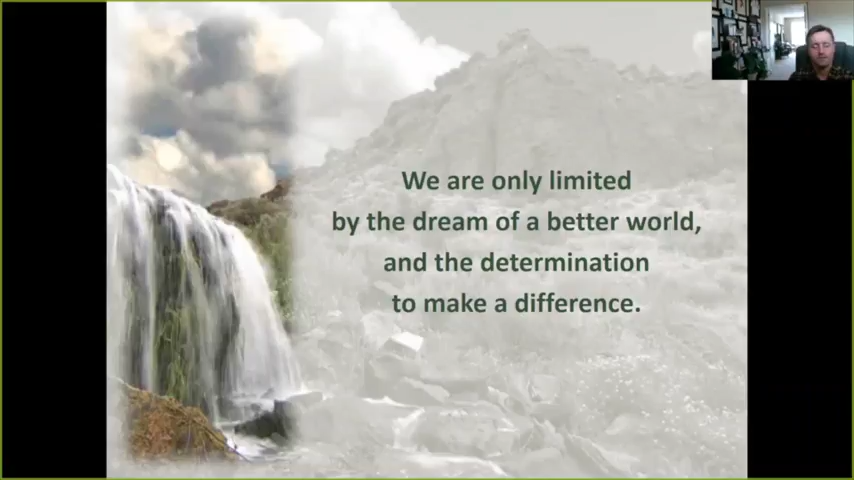 We are only limited
by the dream of a better world,
and the determination
to make a difference.